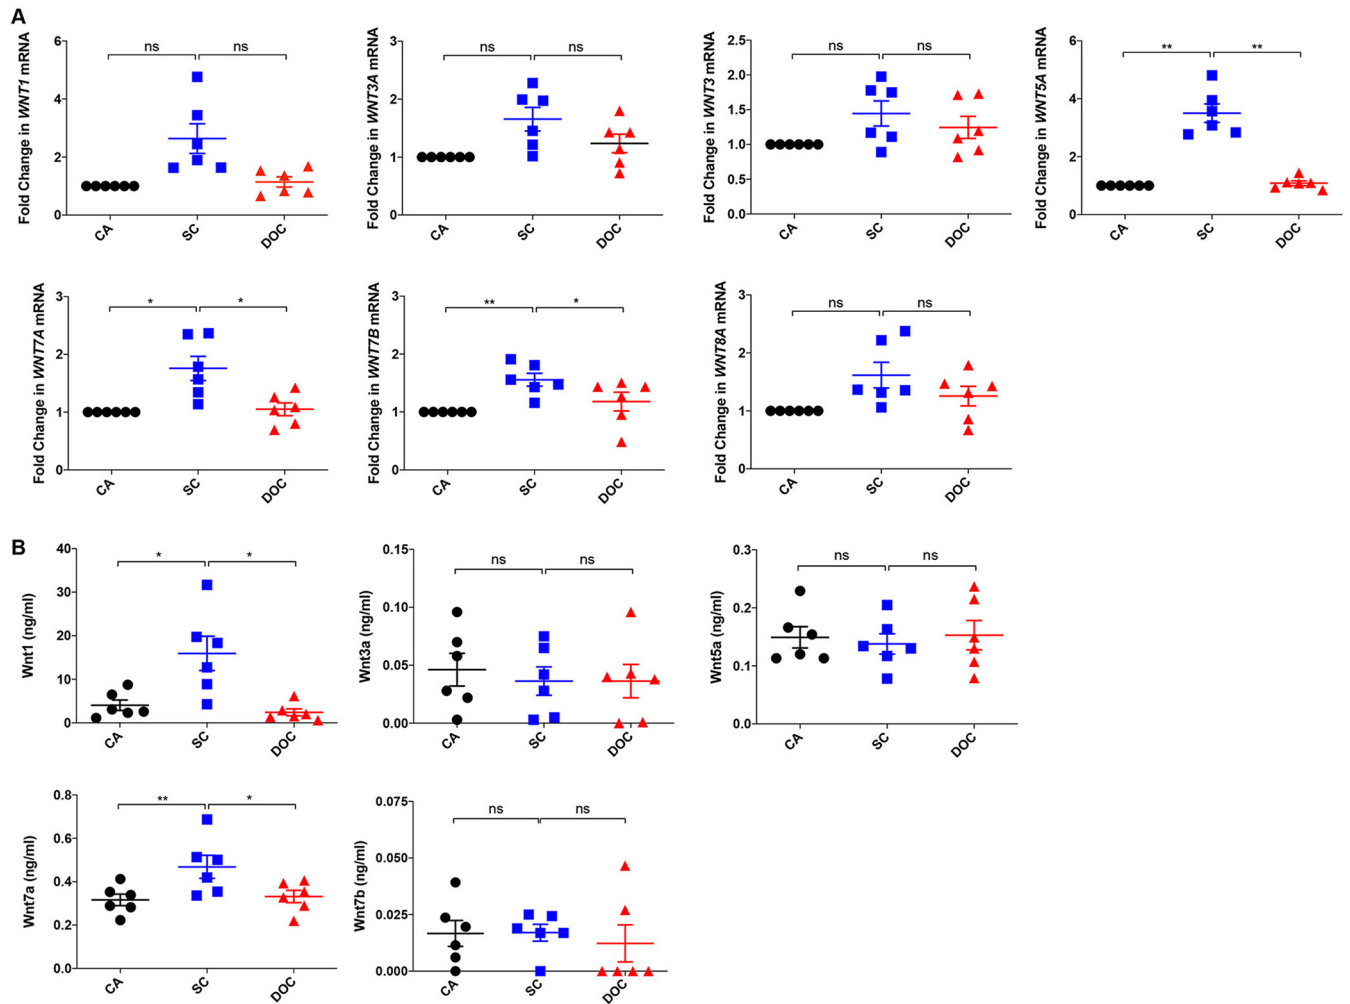 A
Fold Change in WNT1 mRNA
6
4
2
0
ns ns
CA SC DOC
Fold Change in WNT3A mRNA
3
2
1
0
ns ns
CA SC DOC
Fold Change in WNT3 mRNA
2.5
2.0
1.5
1.0
0.5
0.0
ns ns
CA SC DOC
Fold Change in WNT5A mRNA
6
4
2
0
** **
CA SC DOC
Fold Change in WNT7A mRNA
3
2
1
0
* *
CA SC DOC
Fold Change in WNT7B mRNA
3
2
1
0
** *
CA SC DOC
Fold Change in WNT8A mRNA
3
2
1
0
ns ns
CA SC DOC
B
Wnt1 (ng/ml)
40
30
20
10
0
* *
CA SC DOC
Wnt3a (ng/ml)
0.15
0.10
0.05
0.00
ns ns
CA SC DOC
Wnt5a (ng/ml)
0.3
0.2
0.1
0.0
ns ns
CA SC DOC
Wnt7a (ng/ml)
0.8
0.6
0.4
0.2
0.0
** *
CA SC DOC
Wnt7b (ng/ml)
0.075
0.050
0.025
0.000
ns ns
CA SC DOC